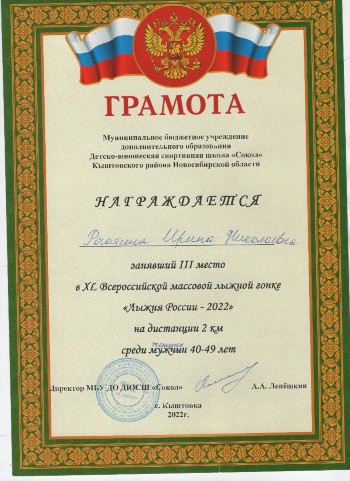 ГРАМОТА
Муниципальное бюджетное учреждение
дополнительного образования
Детско-юношеская спортивная школа «Сокол»
Кыштовского района Новосибирской области
НАГРАЖДАЕТСЯ
Ирина Николаевна
занявший III место
в XL Всероссийской массовой лыжной гонке
«Лыжня России - 2022»
на дистанции 2 км
женщин
среди мужчин 40-49 лет
Директор МБУ ДО ДЮСШ «Сокол» А.А. Лепёшкин
с. Кыштовка
2022г.